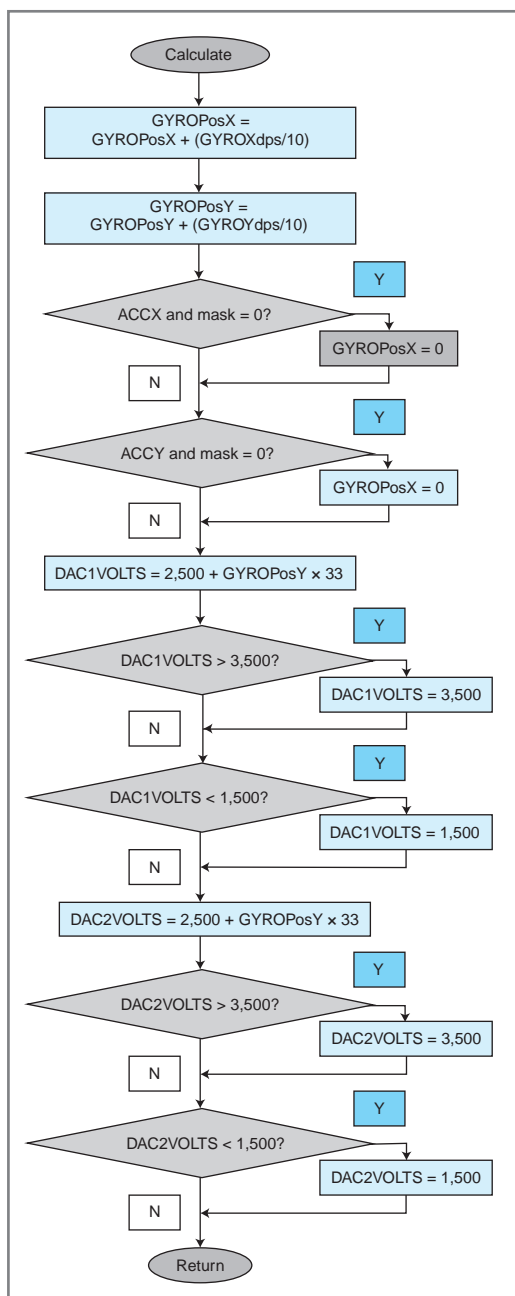 Calculate
GYROPosX =
GYROPosX + (GYROXdps/10)
GYROPosY =
GYROPosY + (GYROYdps/10)
Y
ACCX and mask = 0?
GYROPosX = 0
N
Y
ACCY and mask = 0?
GYROPosX = 0
N
DAC1VOLTS = 2,500 + GYROPosY × 33
Y
DAC1VOLTS > 3,500?
DAC1VOLTS = 3,500
N
Y
DAC1VOLTS < 1,500?
DAC1VOLTS = 1,500
N
DAC2VOLTS = 2,500 + GYROPosY × 33
Y
DAC2VOLTS > 3,500?
DAC2VOLTS = 3,500
N
Y
DAC2VOLTS < 1,500?
DAC2VOLTS = 1,500
N
Return